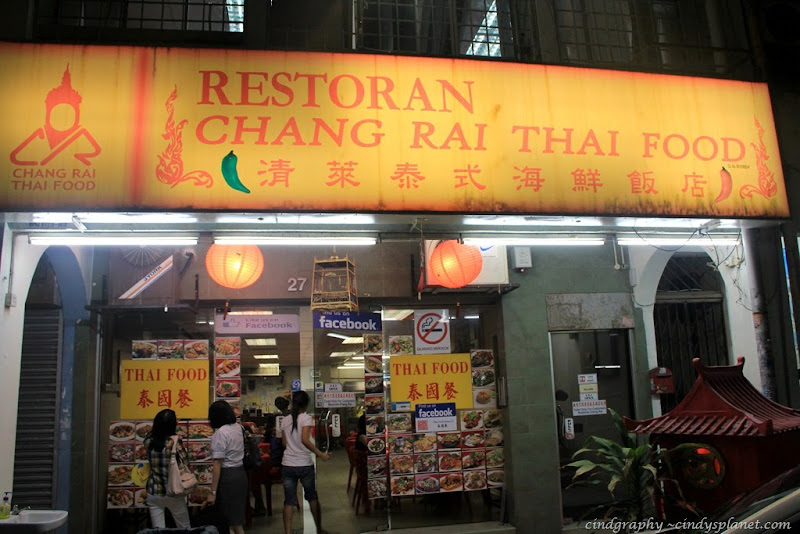 RESTORAN
CHANG RAI THAI FOOD
清萊泰式海鮮飯店
CHANG RAI
THAI FOOD
27
Facebook
facebook
THAI FOOD
泰國餐
THAI FOOD
泰國餐
facebook
cindgraphy ~cindysplanet.com